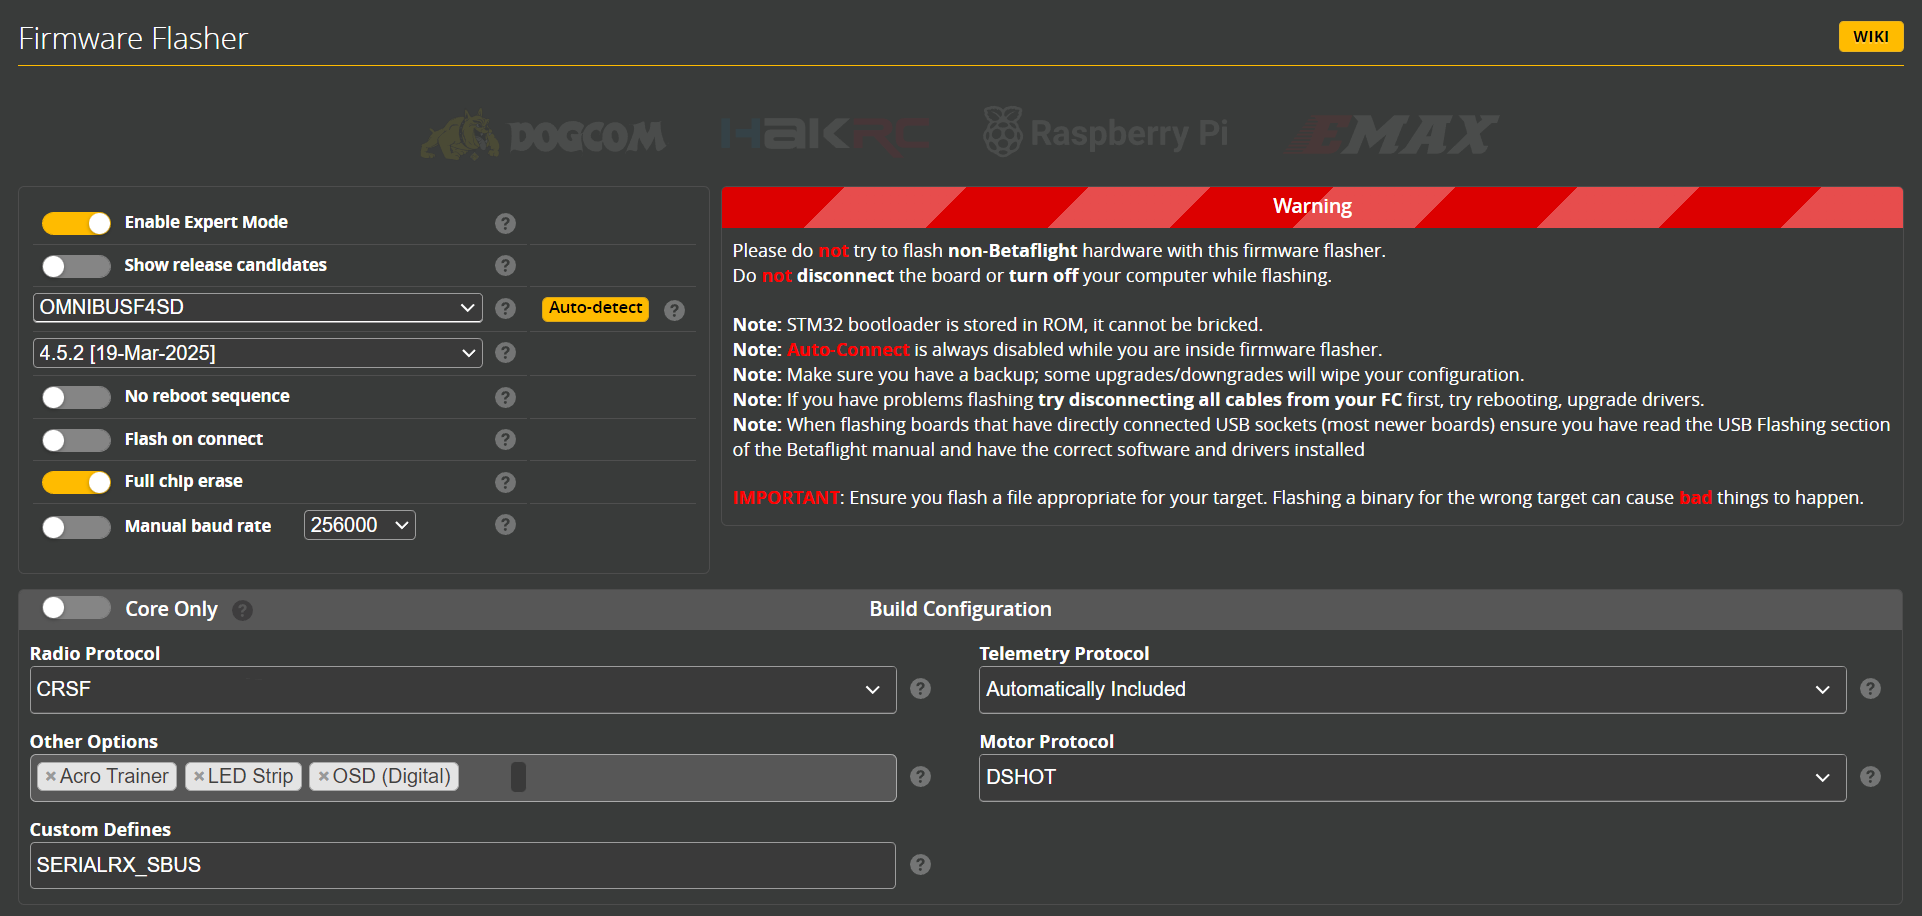 Firmware Flasher
WIKI
DOGCOM
HAKRC
Raspberry Pi
EMAX
Enable Expert Mode
Show release candidates
OMNIBUSF4SD
Auto-detect
4.5.2 [19-Mar-2025]
No reboot sequence
Flash on connect
Full chip erase
Manual baud rate
256000
Warning
Please do not try to flash non-Betaflight hardware with this firmware flasher.
Do not disconnect the board or turn off your computer while flashing.
Note: STM32 bootloader is stored in ROM, it cannot be bricked.
Note: Auto-Connect is always disabled while you are inside firmware flasher.
Note: Make sure you have a backup; some upgrades/downgrades will wipe your configuration.
Note: If you have problems flashing try disconnecting all cables from your FC first, try rebooting, upgrade drivers.
Note: When flashing boards that have directly connected USB sockets (most newer boards) ensure you have read the USB Flashing section
of the Betaflight manual and have the correct software and drivers installed
IMPORTANT: Ensure you flash a file appropriate for your target. Flashing a binary for the wrong target can cause bad things to happen.
Core Only
Build Configuration
Radio Protocol
CRSF
Telemetry Protocol
Automatically Included
Other Options
×Acro Trainer ×LED Strip ×OSD (Digital)
Motor Protocol
DSHOT
Custom Defines
SERIALRX_SBUS